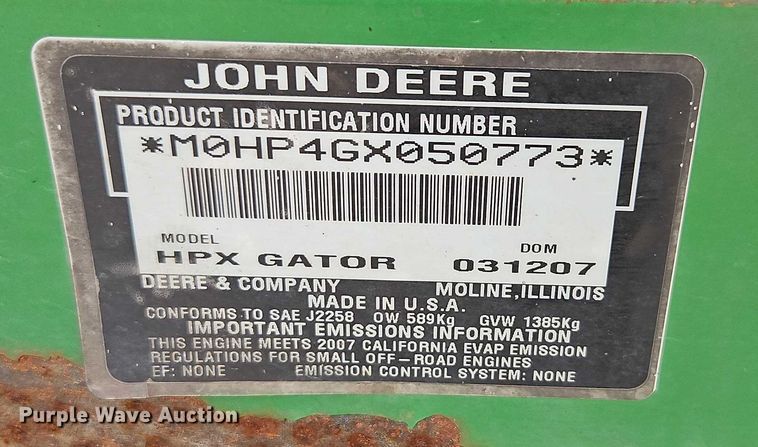 JOHN DEERE
PRODUCT IDENTIFICATION NUMBER
*M0HP4GX050773*
MODEL DOM
HPX GATOR 031207
DEERE & COMPANY MOLINE, ILLINOIS
MADE IN U.S.A.
CONFORMS TO SAE J2258 OW 589Kg GVW 1385Kg
IMPORTANT EMISSIONS INFORMATION
THIS ENGINE MEETS 2007 CALIFORNIA EVAP EMISSION
REGULATIONS FOR SMALL OFF-ROAD ENGINES
EF: NONE EMISSION CONTROL SYSTEM: NONE
Purple Wave Auction